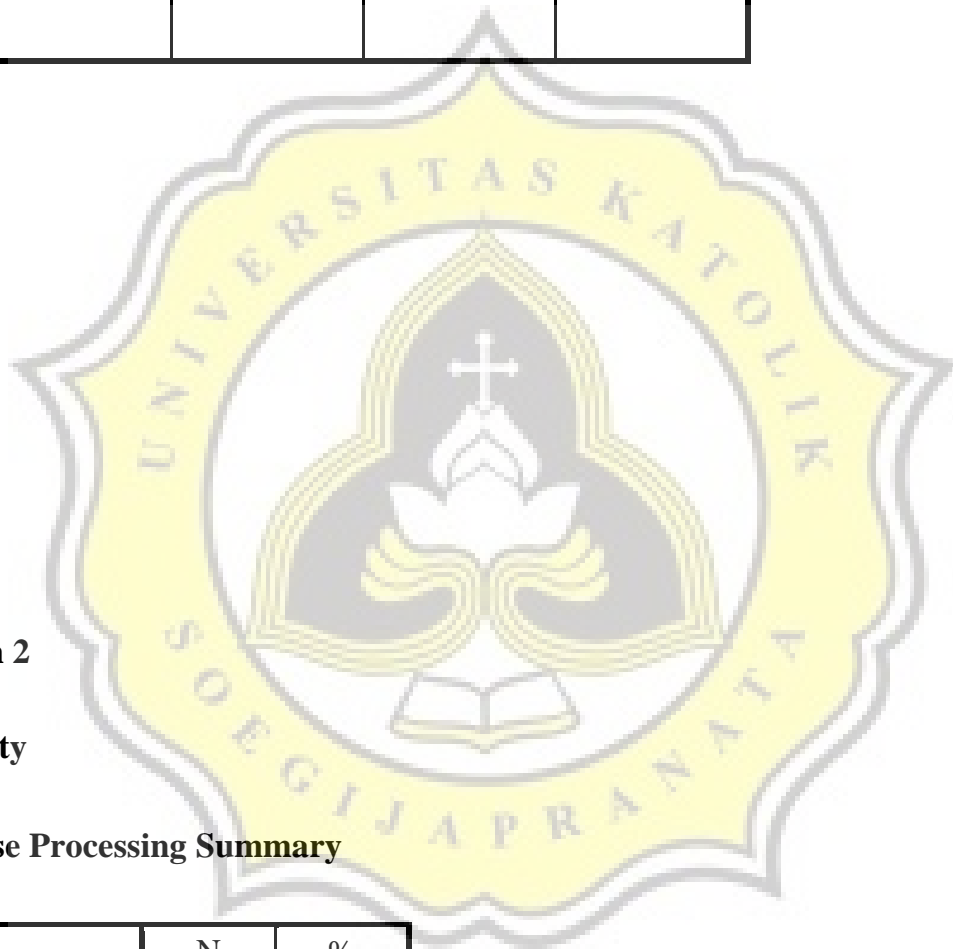 UNIVERSITAS KATOLIK
SOEGIJAPRANATA
2
ty
se Processing Summary
N %